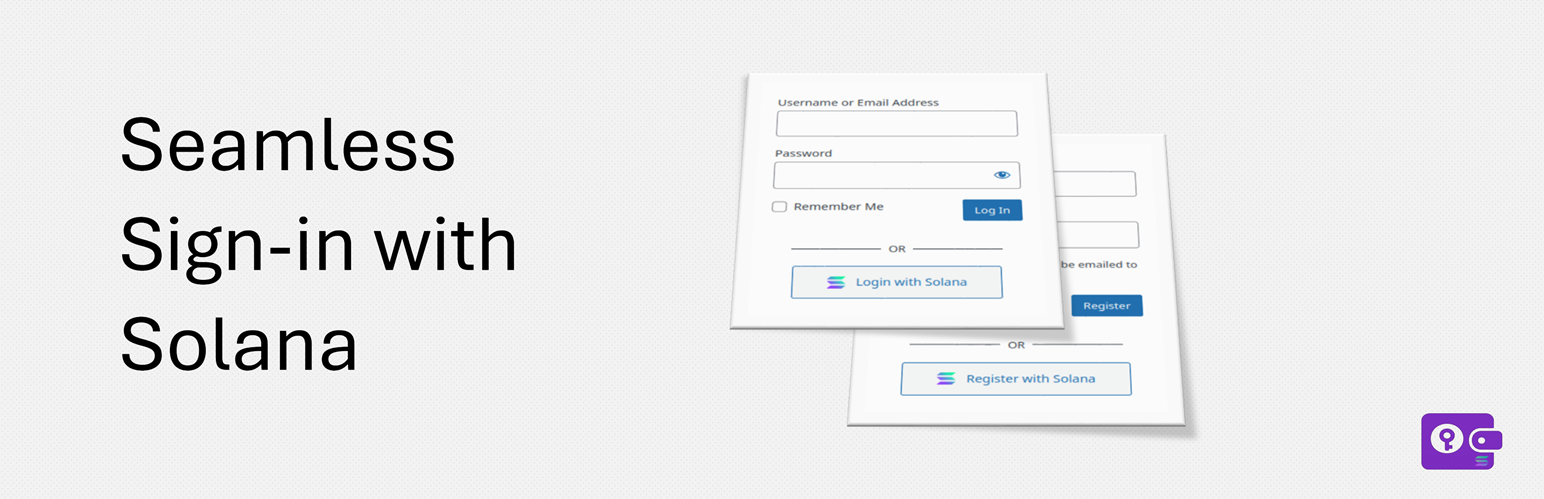 Seamless
Sign-in with
Solana
Username or Email Address
Password
Remember Me
Log In
OR
Login with Solana
be emailed to
Register
OR
Register with Solana